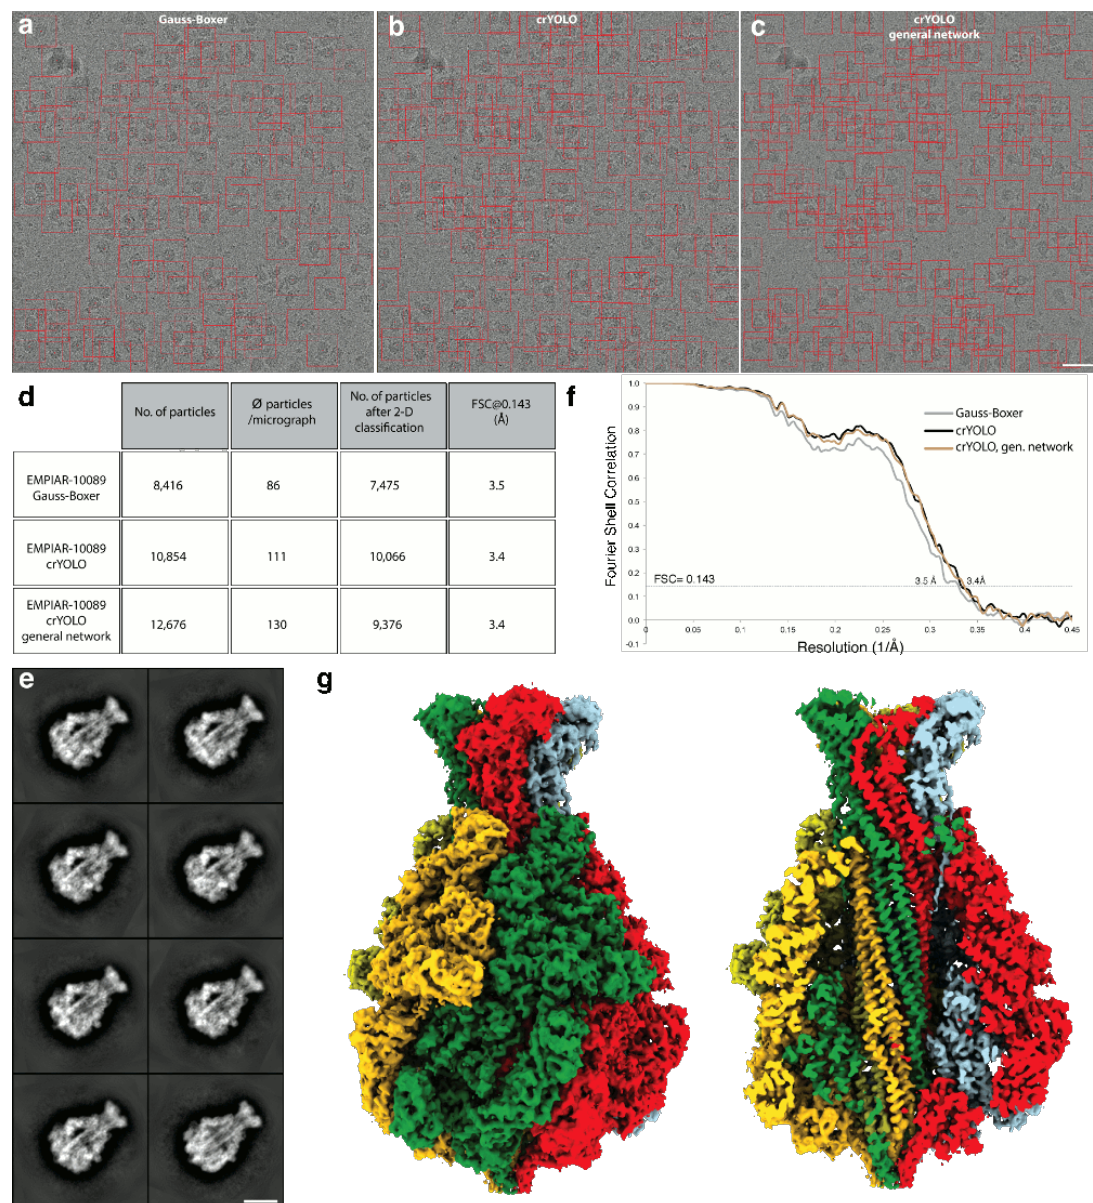 a
Gauss-Boxer
b
crYOLO
c
crYOLO
general network
d
No. of particles
Ø particles
/micrograph
No. of particles
after 2-D
classification
FSC@0.143
(Å)
EMPIAR-10089
Gauss-Boxer
8,416
86
7,475
3.5
EMPIAR-10089
crYOLO
10,854
111
10,066
3.4
EMPIAR-10089
crYOLO
general network
12,676
130
9,376
3.4
f
Fourier Shell Correlation
1.0
0.9
0.8
0.7
0.6
0.5
0.4
0.3
0.2
0.1
0.0
-0.1
Gauss-Boxer
crYOLO
crYOLO, gen. network
FSC= 0.143
3.5 Å
3.4Å
0
0.05
0.1
0.15
0.2
0.25
0.3
0.35
0.4
0.45
Resolution (1/Å)
e
g